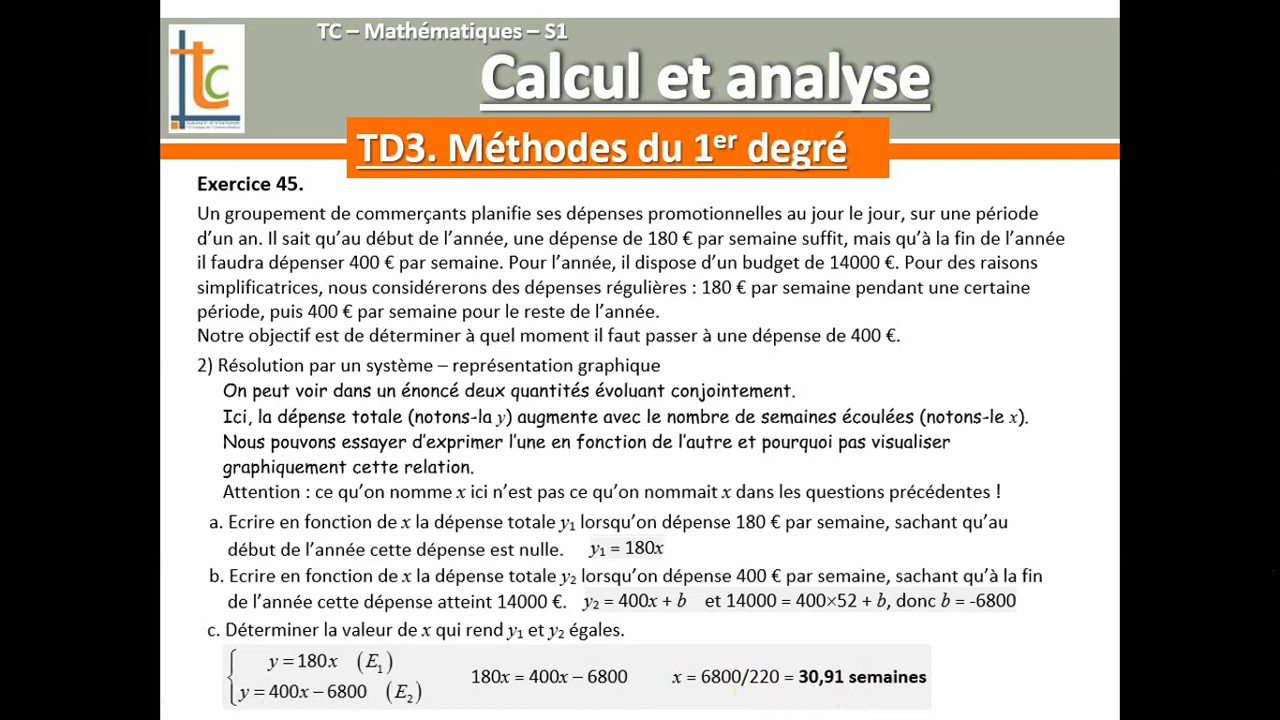 TC – Mathématiques – S1
Calcul et analyse
tc
TD3. Méthodes du 1er degré
Exercice 45.
Un groupement de commerçants planifie ses dépenses promotionnelles au jour le jour, sur une période
d’un an. Il sait qu’au début de l’année, une dépense de 180 € par semaine suffit, mais qu’à la fin de l’année
il faudra dépenser 400 € par semaine. Pour l’année, il dispose d’un budget de 14000 €. Pour des raisons
simplificatrices, nous considérerons des dépenses régulières : 180 € par semaine pendant une certaine
période, puis 400 € par semaine pour le reste de l’année.
Notre objectif est de déterminer à quel moment il faut passer à une dépense de 400 €.
2) Résolution par un système – représentation graphique
On peut voir dans un énoncé deux quantités évoluant conjointement.
Ici, la dépense totale (notons-la y) augmente avec le nombre de semaines écoulées (notons-le x).
Nous pouvons essayer d’exprimer l’une en fonction de l’autre et pourquoi pas visualiser
graphiquement cette relation.
Attention : ce qu’on nomme x ici n’est pas ce qu’on nommait x dans les questions précédentes !
a. Ecrire en fonction de x la dépense totale y₁ lorsqu’on dépense 180 € par semaine, sachant qu’au
début de l’année cette dépense est nulle. y₁ = 180x
b. Ecrire en fonction de x la dépense totale y₂ lorsqu’on dépense 400 € par semaine, sachant qu’à la fin
de l’année cette dépense atteint 14000 €. y₂ = 400x + b et 14000 = 400×52 + b, donc b = -6800
c. Déterminer la valeur de x qui rend y₁ et y₂ égales.
y = 180x (E₁)
180x = 400x – 6800 x = 6800/220 = 30,91 semaines
y = 400x – 6800 (E₂)